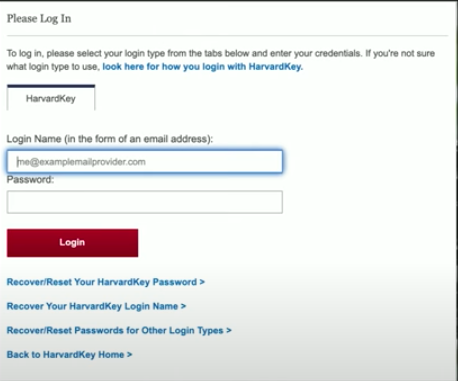 Please Log In
To log in, please select your login type from the tabs below and enter your credentials. If you're not sure
what login type to use, look here for how you login with HarvardKey.
HarvardKey
Login Name (in the form of an email address):
me@examplemailprovider.com
Password:
Login
Recover/Reset Your HarvardKey Password >
Recover Your HarvardKey Login Name >
Recover/Reset Passwords for Other Login Types >
Back to HarvardKey Home >